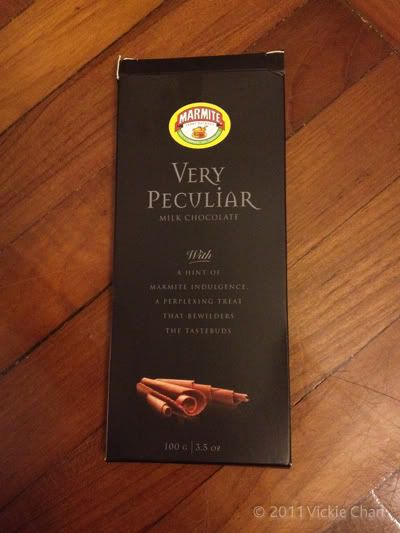 MARMITE
VERY
PECULIAR
MILK CHOCOLATE
With
A HINT OF
MARMITE INDULGENCE.
A PERPLEXING TREAT
THAT BEWILDERS
THE TASTEBUDS
100 G | 3.5 OZ
© 2011 Vickie Chan